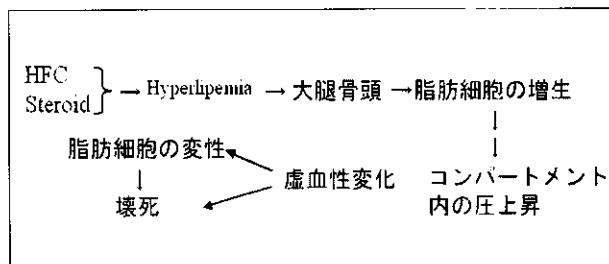 HFC
Steroid
Hyperlipemia
大腿骨頭
脂肪細胞の増生
脂肪細胞の変性
虚血性変化
コンパートメント
内の圧上昇
壊死